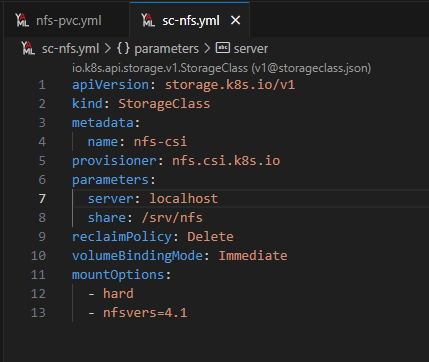 nfs-pvc.yml
sc-nfs.yml
sc-nfs.yml > {} parameters > abc server
io.k8s.api.storage.v1.StorageClass (v1@storageclass.json)
1 apiVersion: storage.k8s.io/v1
2 kind: StorageClass
3 metadata:
4   name: nfs-csi
5 provisioner: nfs.csi.k8s.io
6 parameters:
7   server: localhost
8   share: /srv/nfs
9 reclaimPolicy: Delete
10 volumeBindingMode: Immediate
11 mountOptions:
12   - hard
13   - nfsvers=4.1